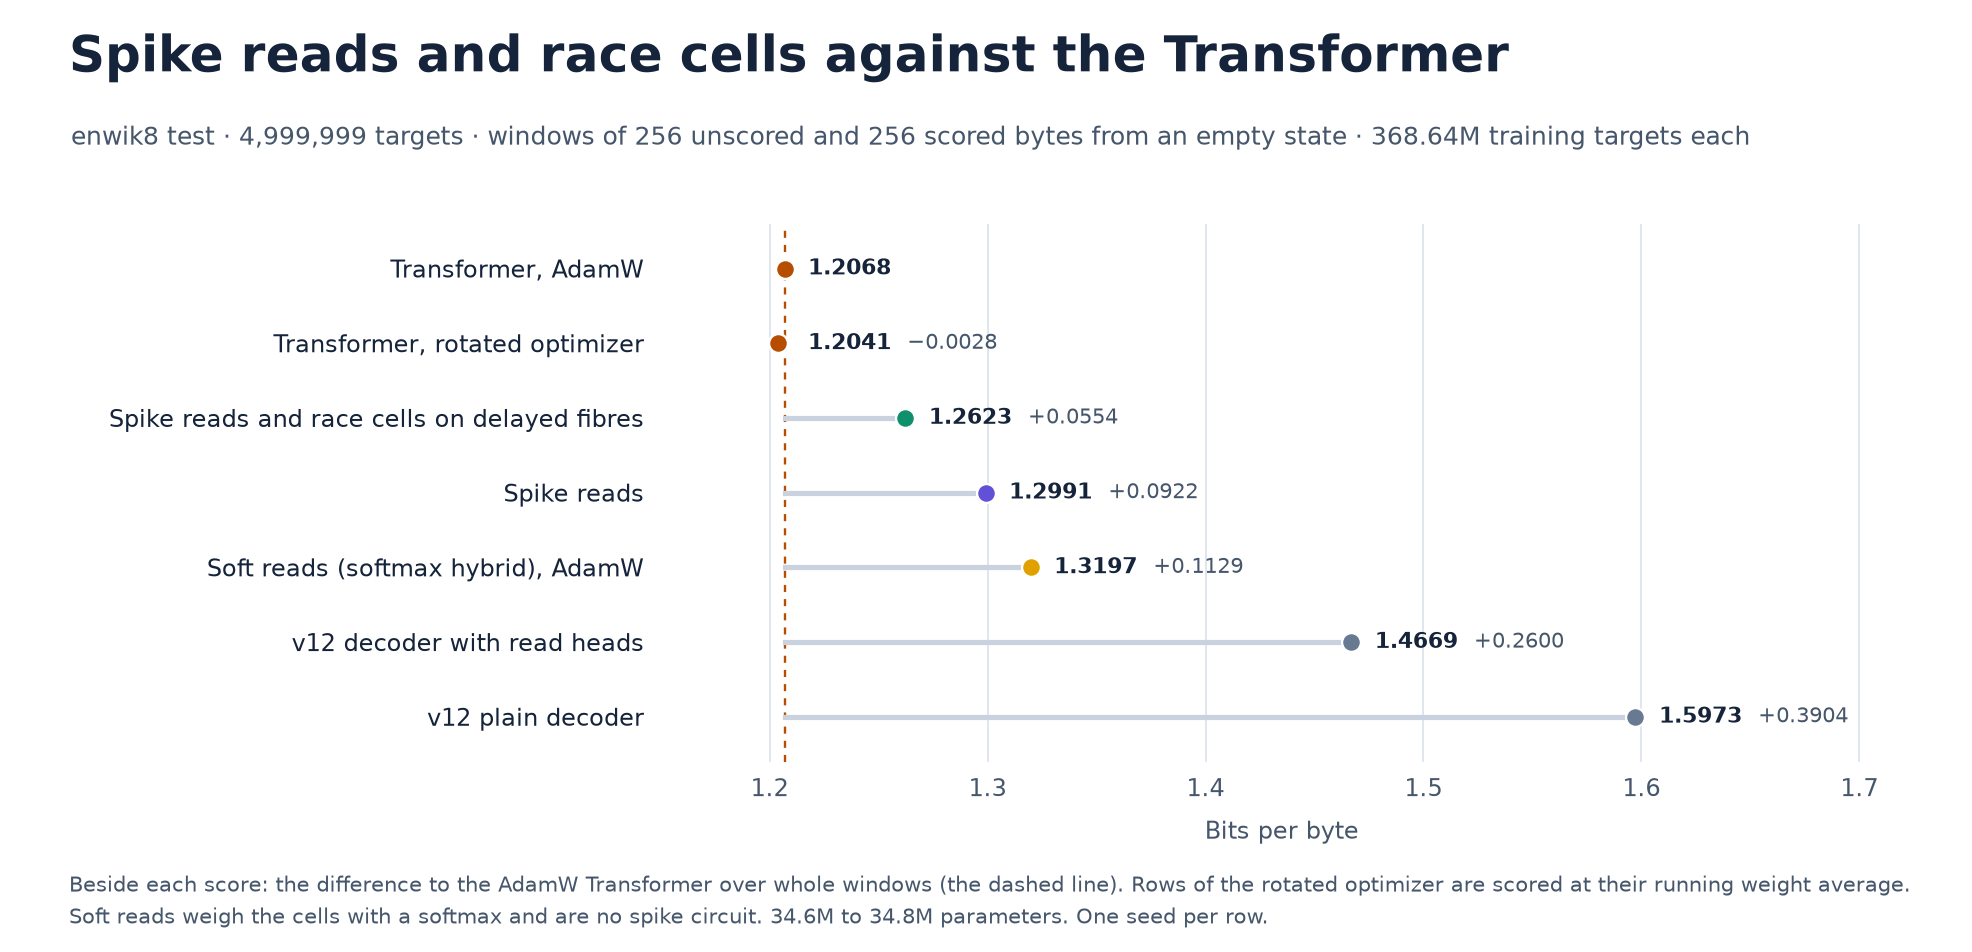 Spike reads and race cells against the Transformer
enwik8 test · 4,999,999 targets · windows of 256 unscored and 256 scored bytes from an empty state · 368.64M training targets each
Transformer, AdamW 1.2068
Transformer, rotated optimizer 1.2041 −0.0028
Spike reads and race cells on delayed fibres 1.2623 +0.0554
Spike reads 1.2991 +0.0922
Soft reads (softmax hybrid), AdamW 1.3197 +0.1129
v12 decoder with read heads 1.4669 +0.2600
v12 plain decoder 1.5973 +0.3904
1.2 1.3 1.4 1.5 1.6 1.7
Bits per byte
Beside each score: the difference to the AdamW Transformer over whole windows (the dashed line). Rows of the rotated optimizer are scored at their running weight average.
Soft reads weigh the cells with a softmax and are no spike circuit. 34.6M to 34.8M parameters. One seed per row.